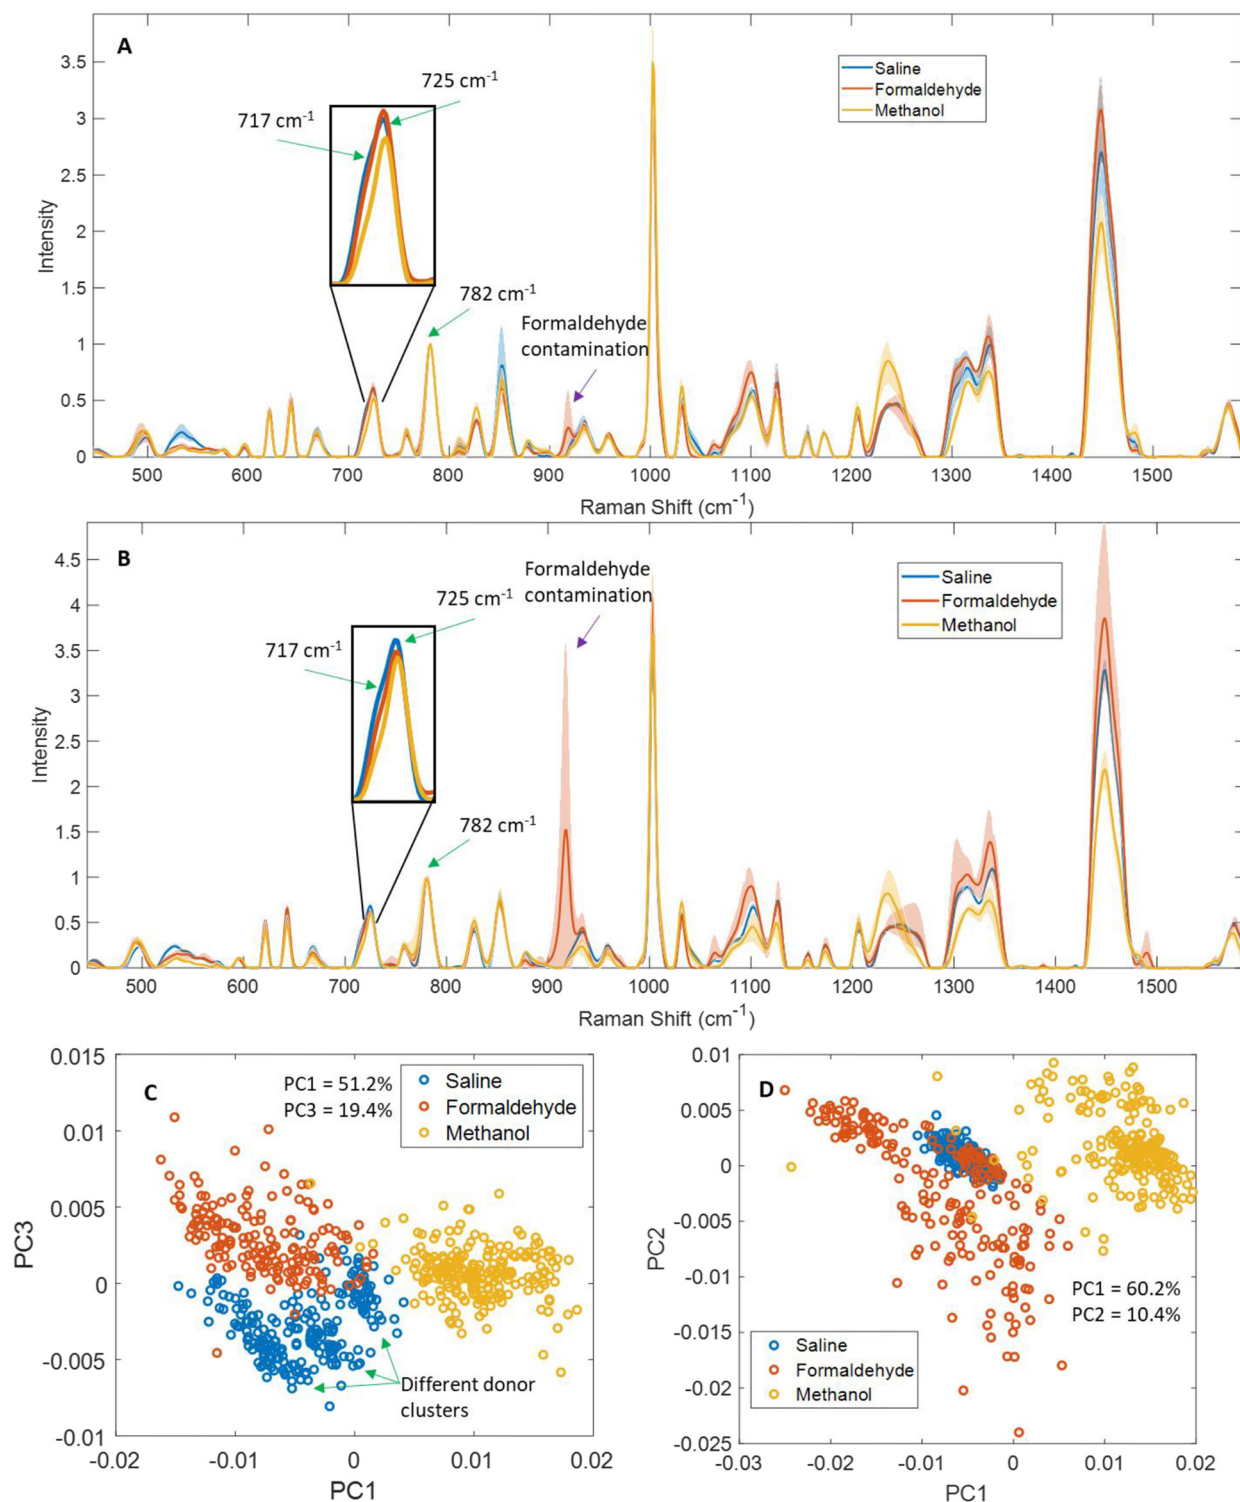 A
725 cm-1
717 cm-1
782 cm-1
Formaldehyde
contamination
Saline
Formaldehyde
Methanol
Intensity
3.5
3
2.5
2
1.5
1
0.5
0
500 600 700 800 900 1000 1100 1200 1300 1400 1500
Raman Shift (cm-1)
B
Formaldehyde
contamination
725 cm-1
717 cm-1
782 cm-1
Saline
Formaldehyde
Methanol
Intensity
4.5
4
3.5
3
2.5
2
1.5
1
0.5
0
500 600 700 800 900 1000 1100 1200 1300 1400 1500
Raman Shift (cm-1)
C
PC1 = 51.2%
PC3 = 19.4%
Saline
Formaldehyde
Methanol
Different donor
clusters
PC3
0.015
0.01
0.005
0
-0.005
-0.01
-0.02 -0.01 0 0.01 0.02
PC1
D
PC1 = 60.2%
PC2 = 10.4%
Saline
Formaldehyde
Methanol
PC2
0.01
0.005
0
-0.005
-0.01
-0.015
-0.02
-0.025
-0.03 -0.02 -0.01 0 0.01 0.02
PC1